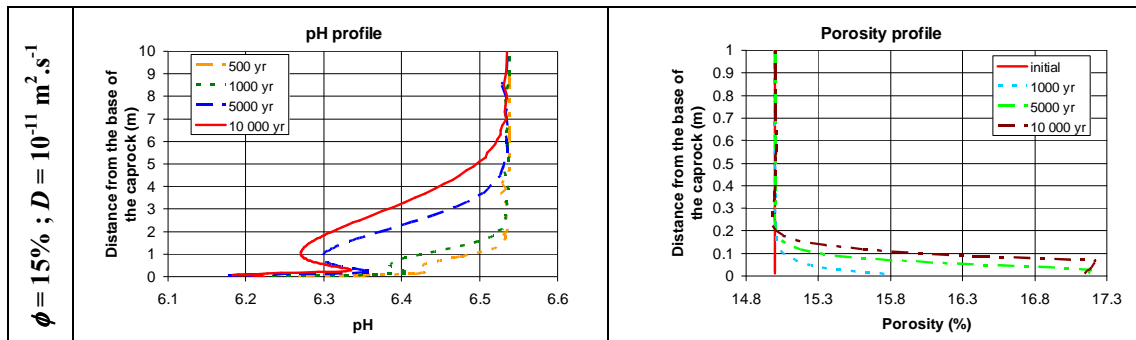 ϕ = 15% ; D = 10⁻¹¹ m².s⁻¹
pH profile
Distance from the base of
the caprock (m)
10
9
8
7
6
5
4
3
2
1
0
500 yr
1000 yr
5000 yr
10 000 yr
6.1 6.2 6.3 6.4 6.5 6.6
pH
Porosity profile
Distance from the base of
the caprock (m)
1
0.9
0.8
0.7
0.6
0.5
0.4
0.3
0.2
0.1
0
initial
1000 yr
5000 yr
10 000 yr
14.8 15.3 15.8 16.3 16.8 17.3
Porosity (%)